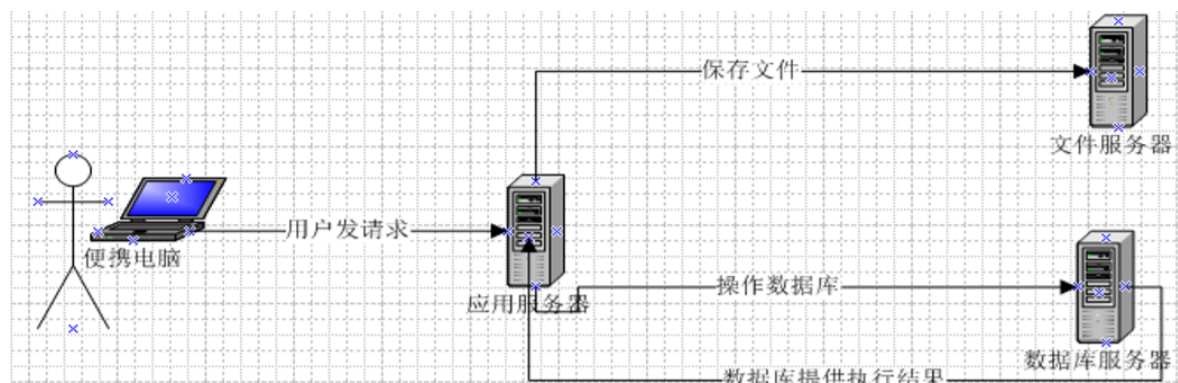 保存文件
文件服务器
用户发请求
便携电脑
应用服务器
操作数据库
数据库服务器
数据库提供执行结果